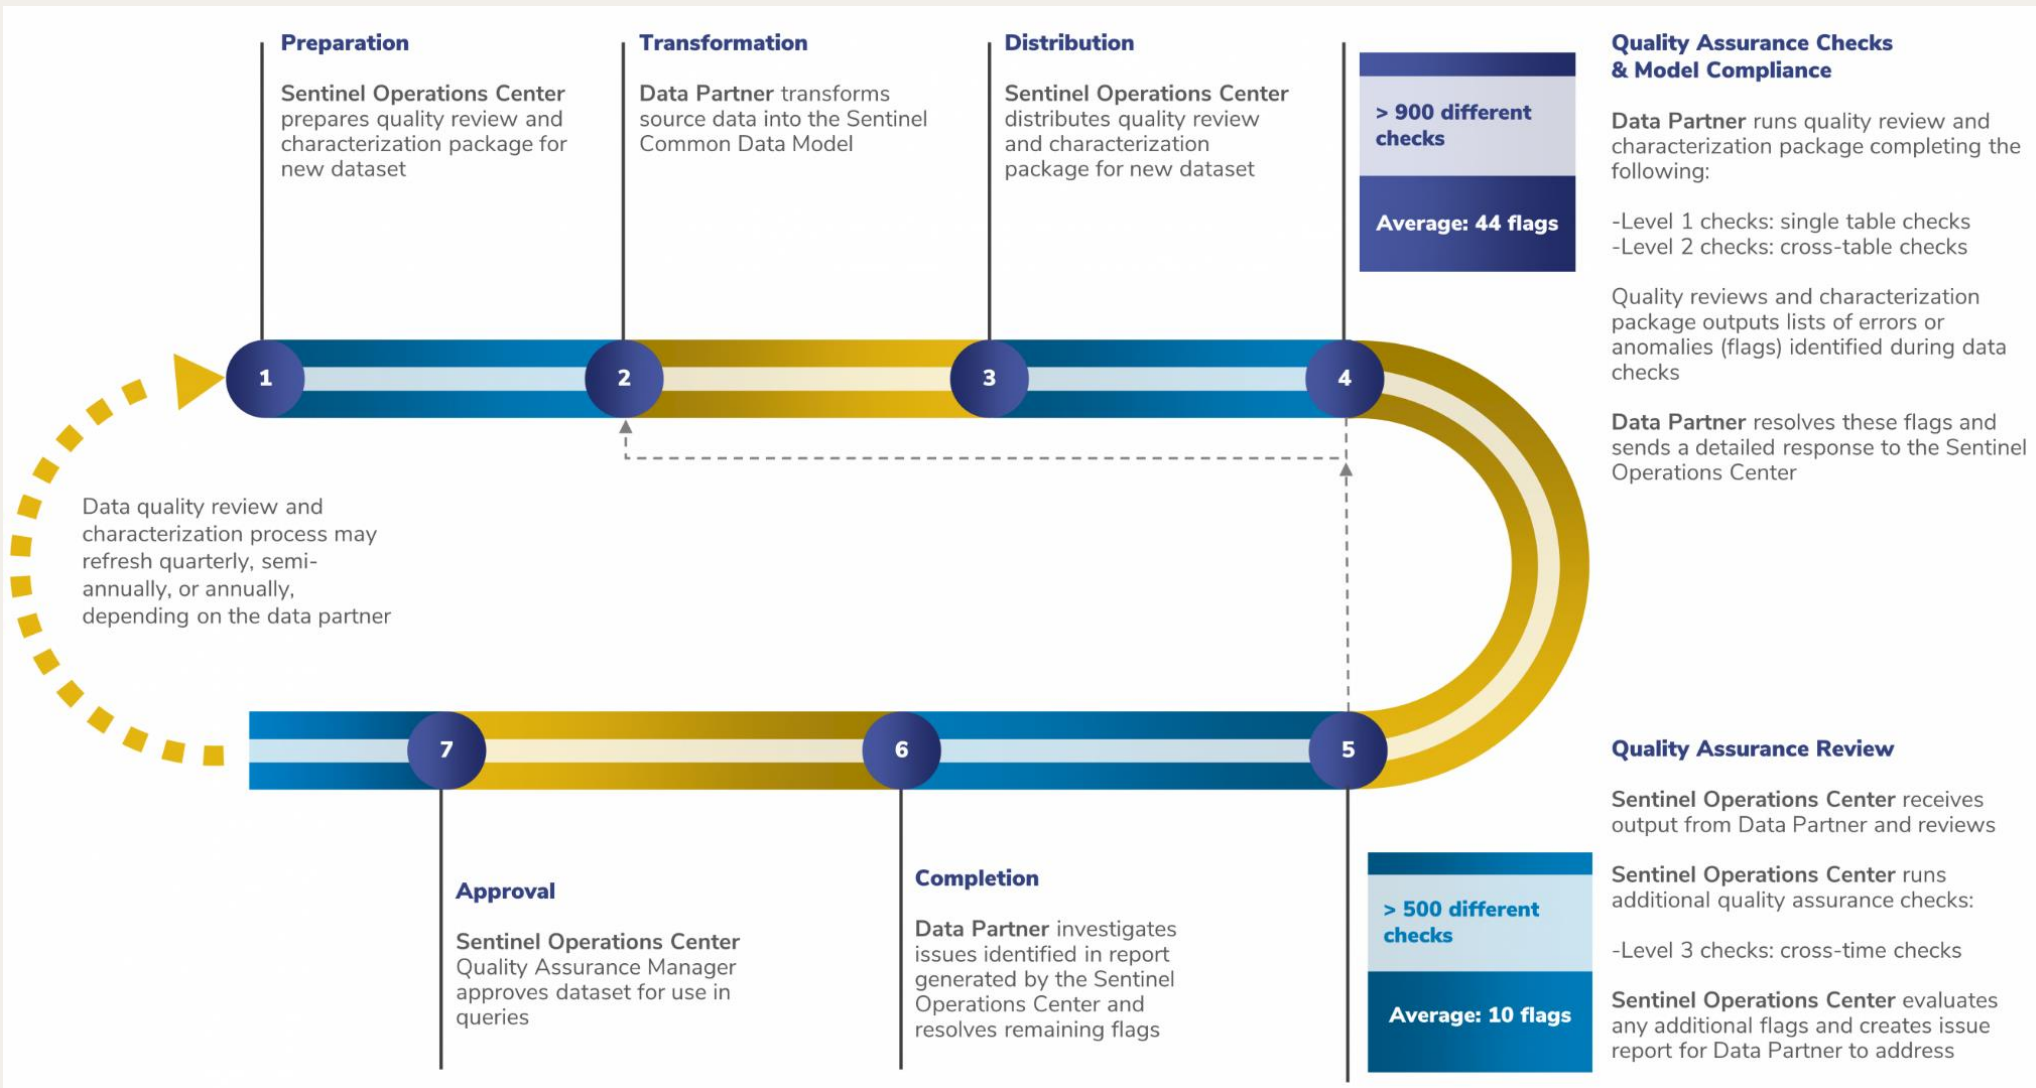 Preparation
Sentinel Operations Center
prepares quality review and
characterization package for
new dataset
Transformation
Data Partner transforms
source data into the Sentinel
Common Data Model
Distribution
Sentinel Operations Center
distributes quality review
and characterization
package for new dataset
> 900 different
checks
Average: 44 flags
Quality Assurance Checks
& Model Compliance
Data Partner runs quality review and
characterization package completing the
following:
-Level 1 checks: single table checks
-Level 2 checks: cross-table checks
Quality reviews and characterization
package outputs lists of errors or
anomalies (flags) identified during data
checks
Data Partner resolves these flags and
sends a detailed response to the Sentinel
Operations Center
1
2
3
4
Data quality review and
characterization process may
refresh quarterly, semi-
annually, or annually,
depending on the data partner
7
6
5
Approval
Sentinel Operations Center
Quality Assurance Manager
approves dataset for use in
queries
Completion
Data Partner investigates
issues identified in report
generated by the Sentinel
Operations Center and
resolves remaining flags
> 500 different
checks
Average: 10 flags
Quality Assurance Review
Sentinel Operations Center receives
output from Data Partner and reviews
Sentinel Operations Center runs
additional quality assurance checks:
-Level 3 checks: cross-time checks
Sentinel Operations Center evaluates
any additional flags and creates issue
report for Data Partner to address